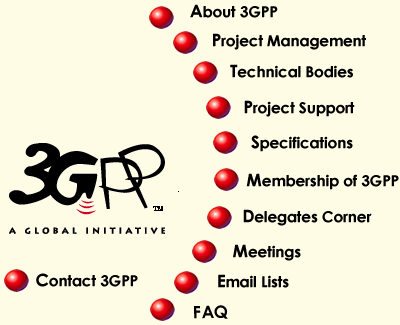 About 3GPP
Project Management
Technical Bodies
Project Support
Specifications
3GPP™
Membership of 3GPP
Delegates Corner
A GLOBAL INITIATIVE
Meetings
Contact 3GPP
Email Lists
FAQ